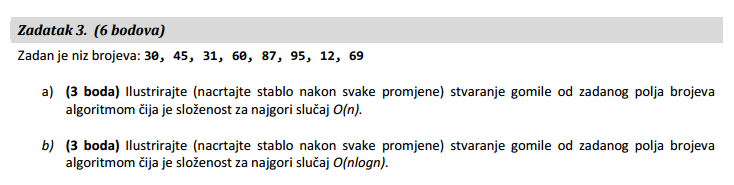 Zadatak 3. (6 bodova)
Zadan je niz brojeva: 30, 45, 31, 60, 87, 95, 12, 69
a) (3 boda) Ilustrirajte (nacrtajte stablo nakon svake promjene) stvaranje gomile od zadanog polja brojeva
algoritmom čija je složenost za najgori slučaj O(n).
b) (3 boda) Ilustrirajte (nacrtajte stablo nakon svake promjene) stvaranje gomile od zadanog polja brojeva
algoritmom čija je složenost za najgori slučaj O(nlogn).